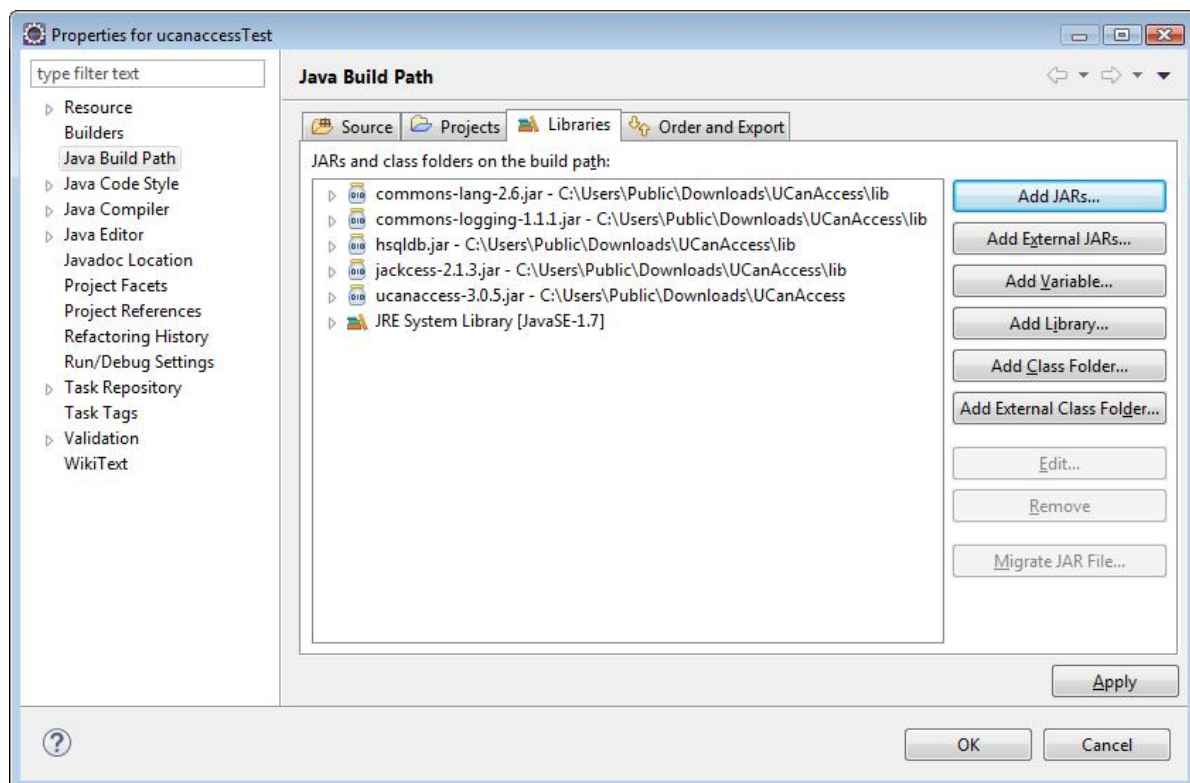 Properties for ucanaccessTest
type filter text
Resource
Builders
Java Build Path
Java Code Style
Java Compiler
Java Editor
Javadoc Location
Project Facets
Project References
Refactoring History
Run/Debug Settings
Task Repository
Task Tags
Validation
WikiText
Java Build Path
Source
Projects
Libraries
Order and Export
JARs and class folders on the build path:
commons-lang-2.6.jar - C:\Users\Public\Downloads\UCanAccess\lib
commons-logging-1.1.1.jar - C:\Users\Public\Downloads\UCanAccess\lib
hsqldb.jar - C:\Users\Public\Downloads\UCanAccess\lib
jackcess-2.1.3.jar - C:\Users\Public\Downloads\UCanAccess\lib
ucanaccess-3.0.5.jar - C:\Users\Public\Downloads\UCanAccess
JRE System Library [JavaSE-1.7]
Add JARs...
Add External JARs...
Add Variable...
Add Library...
Add Class Folder...
Add External Class Folder...
Edit...
Remove
Migrate JAR File...
Apply
?
OK
Cancel